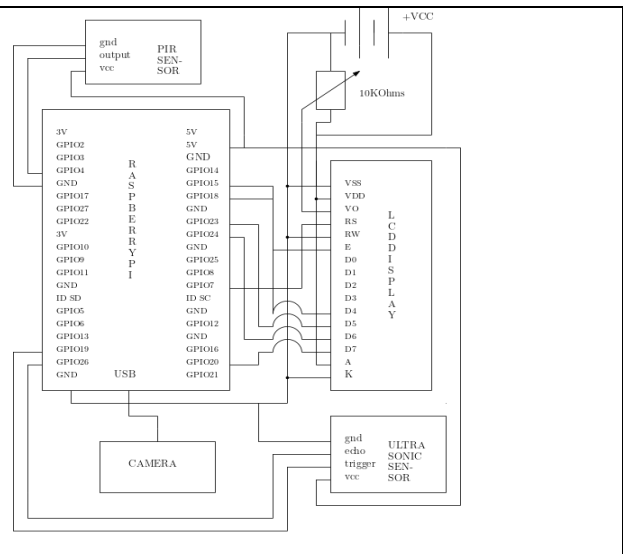 +VCC
gnd
output
vcc
PIR
SEN-
SOR
10KOhms
3V
GPIO2
GPIO3
GPIO4
GND
GPIO17
GPIO27
GPIO22
3V
GPIO10
GPIO9
GPIO11
GND
ID SD
GPIO5
GPIO6
GPIO13
GPIO19
GPIO26
GND
RASPBERRYPI
USB
5V
5V
GND
GPIO14
GPIO15
GPIO18
GND
GPIO23
GPIO24
GND
GPIO25
GPIO8
GPIO7
ID SC
GND
GPIO12
GND
GPIO16
GPIO20
GPIO21
VSS
VDD
VO
RS
RW
E
D0
D1
D2
D3
D4
D5
D6
D7
A
K
LCDDISPLAY
CAMERA
gnd
echo
trigger
vcc
ULTRA
SONIC
SEN-
SOR